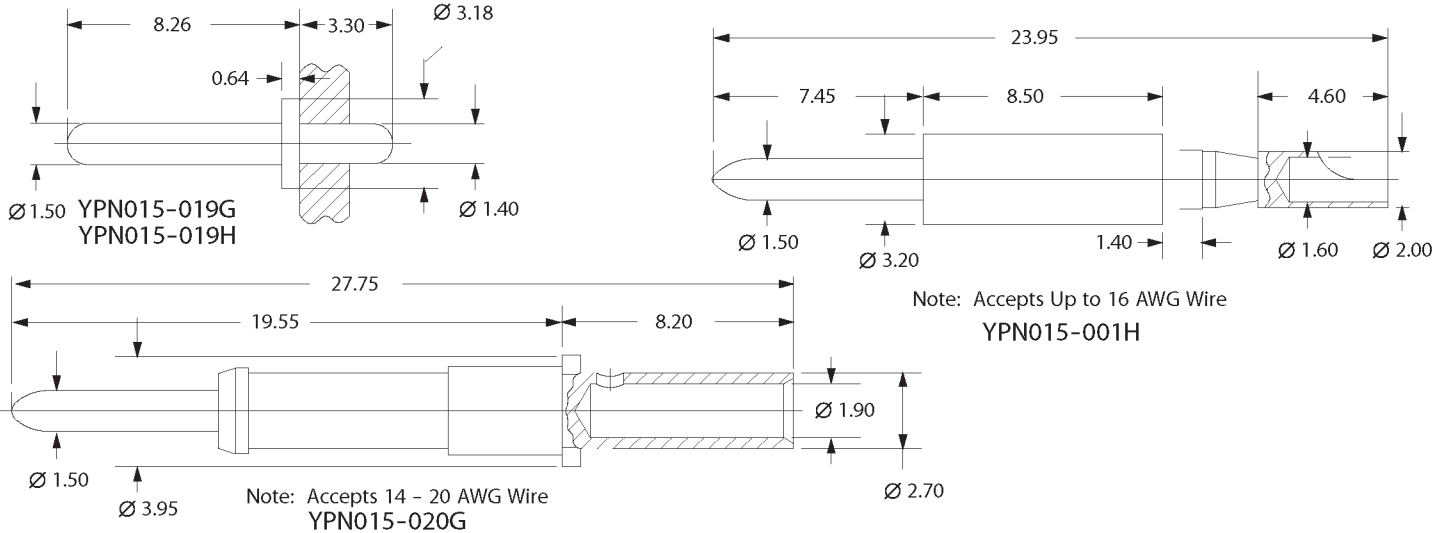 8.26
3.30
Ø 3.18
0.64
Ø 1.50
YPN015-019G
YPN015-019H
Ø 1.40
23.95
7.45
8.50
4.60
Ø 1.50
Ø 3.20
1.40
Ø 1.60
Ø 2.00
Note: Accepts Up to 16 AWG Wire
YPN015-001H
27.75
19.55
8.20
Ø 1.90
Ø 1.50
Ø 3.95
Ø 2.70
Note: Accepts 14 - 20 AWG Wire
YPN015-020G